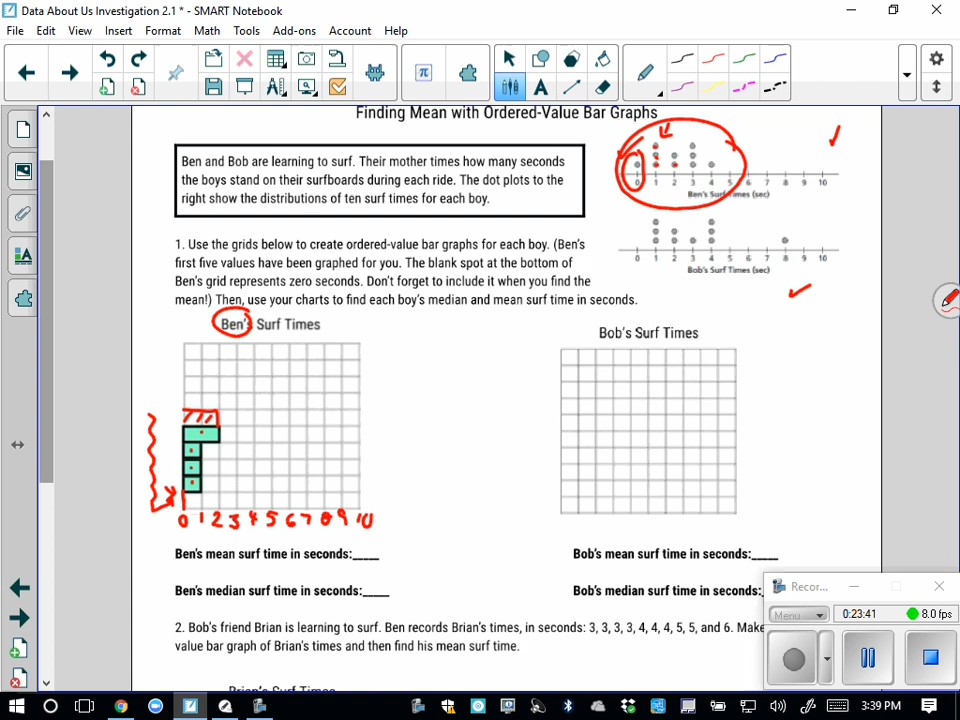 Data About Us Investigation 2.1 * - SMART Notebook
File Edit View Insert Format Math Tools Add-ons Account Help
π
A
Finding Mean with Ordered-Value Bar Graphs
Ben and Bob are learning to surf. Their mother times how many seconds
the boys stand on their surfboards during each ride. The dot plots to the
right show the distributions of ten surf times for each boy.
0 1 2 3 4 5 6 7 8 9 10
Ben's Surf Times (sec)
0 1 2 3 4 5 6 7 8 9 10
Bob's Surf Times (sec)
1. Use the grids below to create ordered-value bar graphs for each boy. (Ben's
first five values have been graphed for you. The blank spot at the bottom of
Ben's grid represents zero seconds. Don't forget to include it when you find the
mean!) Then, use your charts to find each boy's median and mean surf time in seconds.
Ben's Surf Times
Bob's Surf Times
0 1 2 3 4 5 6 7 8 9 10
Ben's mean surf time in seconds:_____
Bob's mean surf time in seconds:_____
Ben's median surf time in seconds:_____
Bob's median surf time in seconds:
2. Bob's friend Brian is learning to surf. Ben records Brian's times, in seconds: 3, 3, 3, 3, 4, 4, 4, 5, 5, and 6. Make
value bar graph of Brian's times and then find his mean surf time.
Brian's Surf Times
Recor...
Menu
0:23:41
8.0 fps
3:39 PM